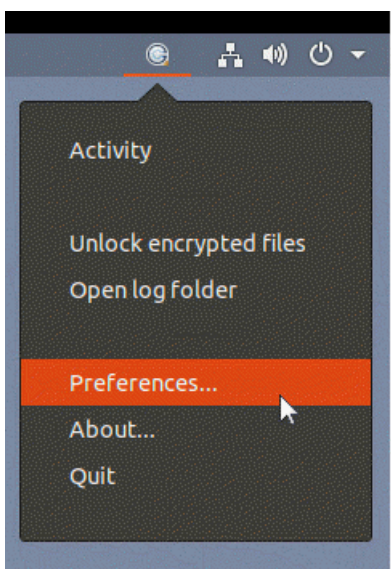 Activity
Unlock encrypted files
Open log folder
Preferences...
About...
Quit